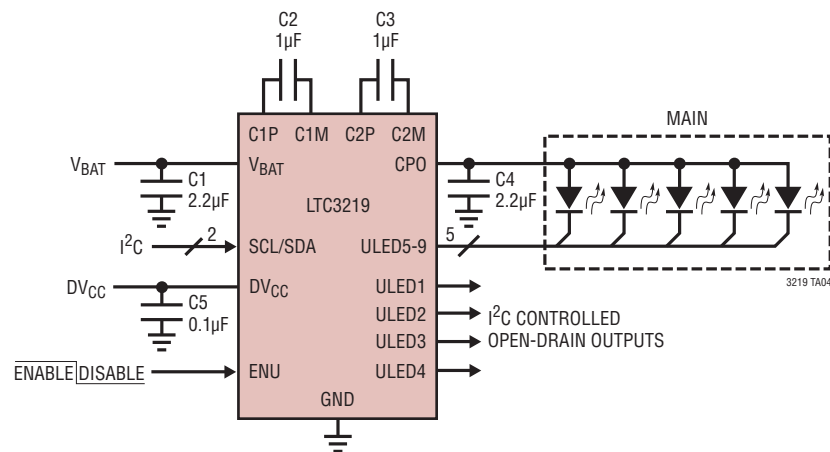 C2
1µF
C3
1µF
MAIN
C1P C1M C2P C2M
VBAT
VBAT
CPO
C1
2.2µF
C4
2.2µF
LTC3219
I2C
2
SCL/SDA
ULED5-9
5
3219 TA04
DVCC
DVCC
C5
0.1µF
ULED1
ULED2
ULED3
ULED4
I2C CONTROLLED
OPEN-DRAIN OUTPUTS
ENABLE DISABLE
ENU
GND